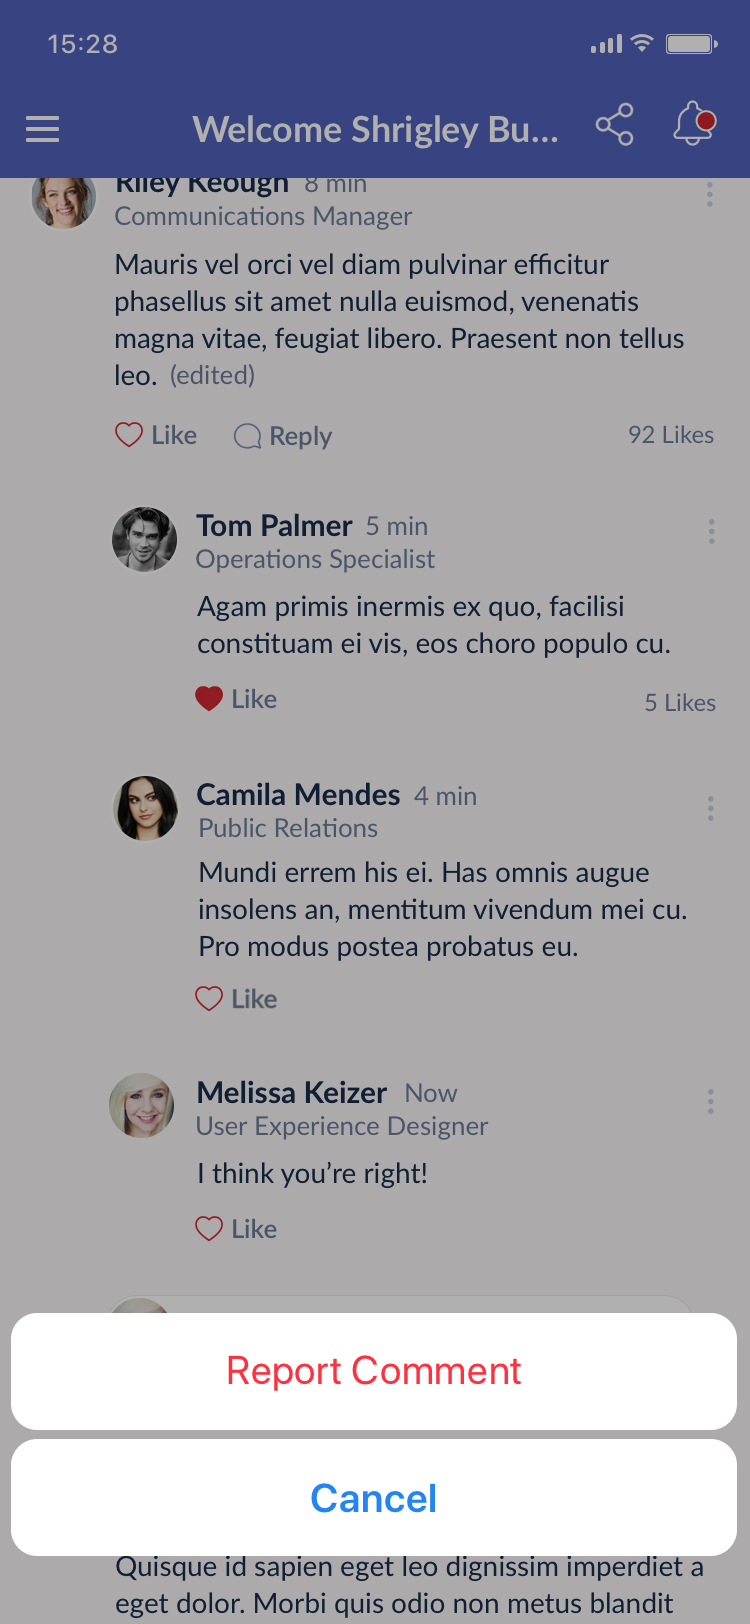 15:28
Welcome Shrigley Bu...
Riley Keough 8 min
Communications Manager
Mauris vel orci vel diam pulvinar efficitur
phasellus sit amet nulla euismod, venenatis
magna vitae, feugiat libero. Praesent non tellus
leo. (edited)
Like Reply 92 Likes
Tom Palmer 5 min
Operations Specialist
Agam primis inermis ex quo, facilisi
constituam ei vis, eos choro populo cu.
Like 5 Likes
Camila Mendes 4 min
Public Relations
Mundi errem his ei. Has omnis augue
insolens an, mentitum vivendum mei cu.
Pro modus postea probatus eu.
Like
Melissa Keizer Now
User Experience Designer
I think you’re right!
Like
Report Comment
Cancel
Quisque id sapien eget leo dignissim imperdiet a
eget dolor. Morbi quis odio non metus blandit